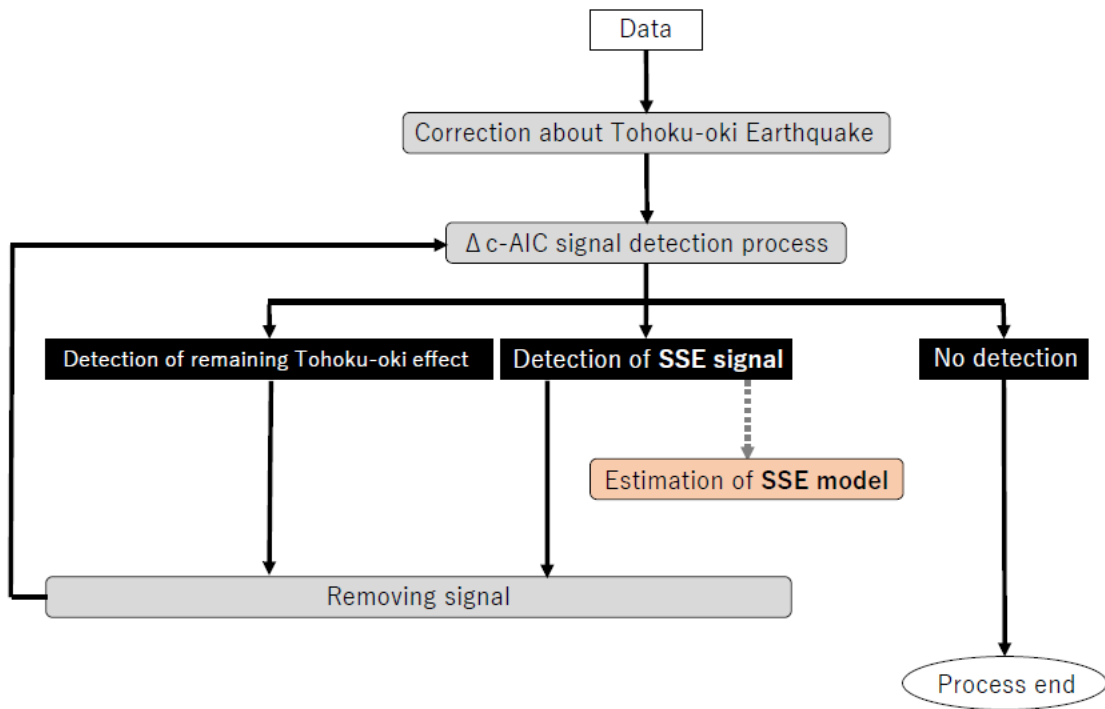 Data
Correction about Tohoku-oki Earthquake
Δ c-AIC signal detection process
Detection of remaining Tohoku-oki effect
Detection of SSE signal
No detection
Estimation of SSE model
Removing signal
Process end